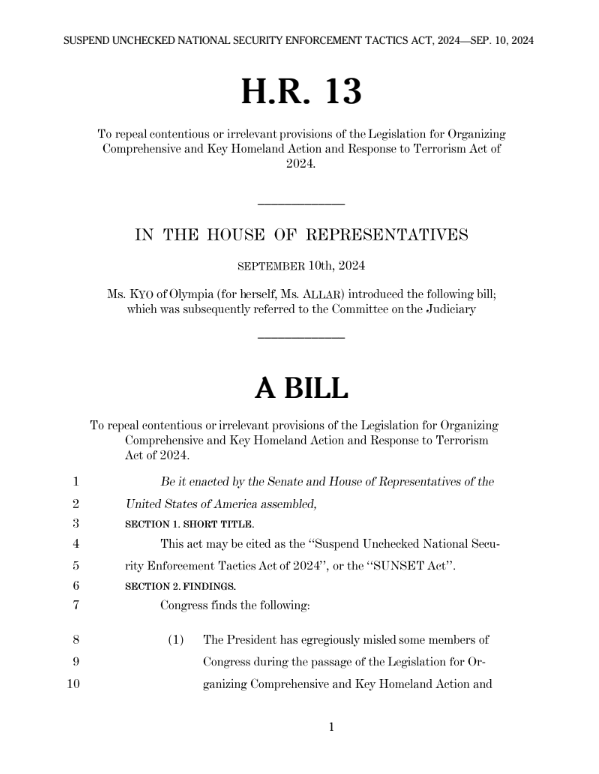 SUSPEND UNCHECKED NATIONAL SECURITY ENFORCEMENT TACTICS ACT, 2024—SEP. 10, 2024
H.R. 13
To repeal contentious or irrelevant provisions of the Legislation for Organizing
Comprehensive and Key Homeland Action and Response to Terrorism Act of
2024.
IN THE HOUSE OF REPRESENTATIVES
SEPTEMBER 10th, 2024
Ms. KYO of Olympia (for herself, Ms. ALLAR) introduced the following bill;
which was subsequently referred to the Committee on the Judiciary
A BILL
To repeal contentious or irrelevant provisions of the Legislation for Organizing
Comprehensive and Key Homeland Action and Response to Terrorism
Act of 2024.
1 Be it enacted by the Senate and House of Representatives of the
2 United States of America assembled,
3 SECTION 1. SHORT TITLE.
4 This act may be cited as the ‘‘Suspend Unchecked National Secu-
5 rity Enforcement Tactics Act of 2024’’, or the ‘‘SUNSET Act’’.
6 SECTION 2. FINDINGS.
7 Congress finds the following:
8 (1) The President has egregiously misled some members of
9 Congress during the passage of the Legislation for Or-
10 ganizing Comprehensive and Key Homeland Action and
1